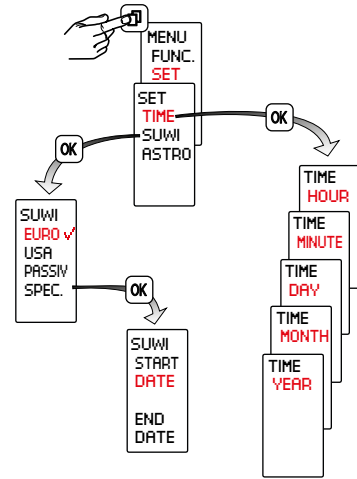 MENU
FUNC.
SET
SET
TIME
SUWI
ASTRO
OK
OK
SUWI
EURO ✓
USA
PASSIV
SPEC.
OK
SUWI
START
DATE
END
DATE
TIME
HOUR
TIME
MINUTE
TIME
DAY
TIME
MONTH
TIME
YEAR